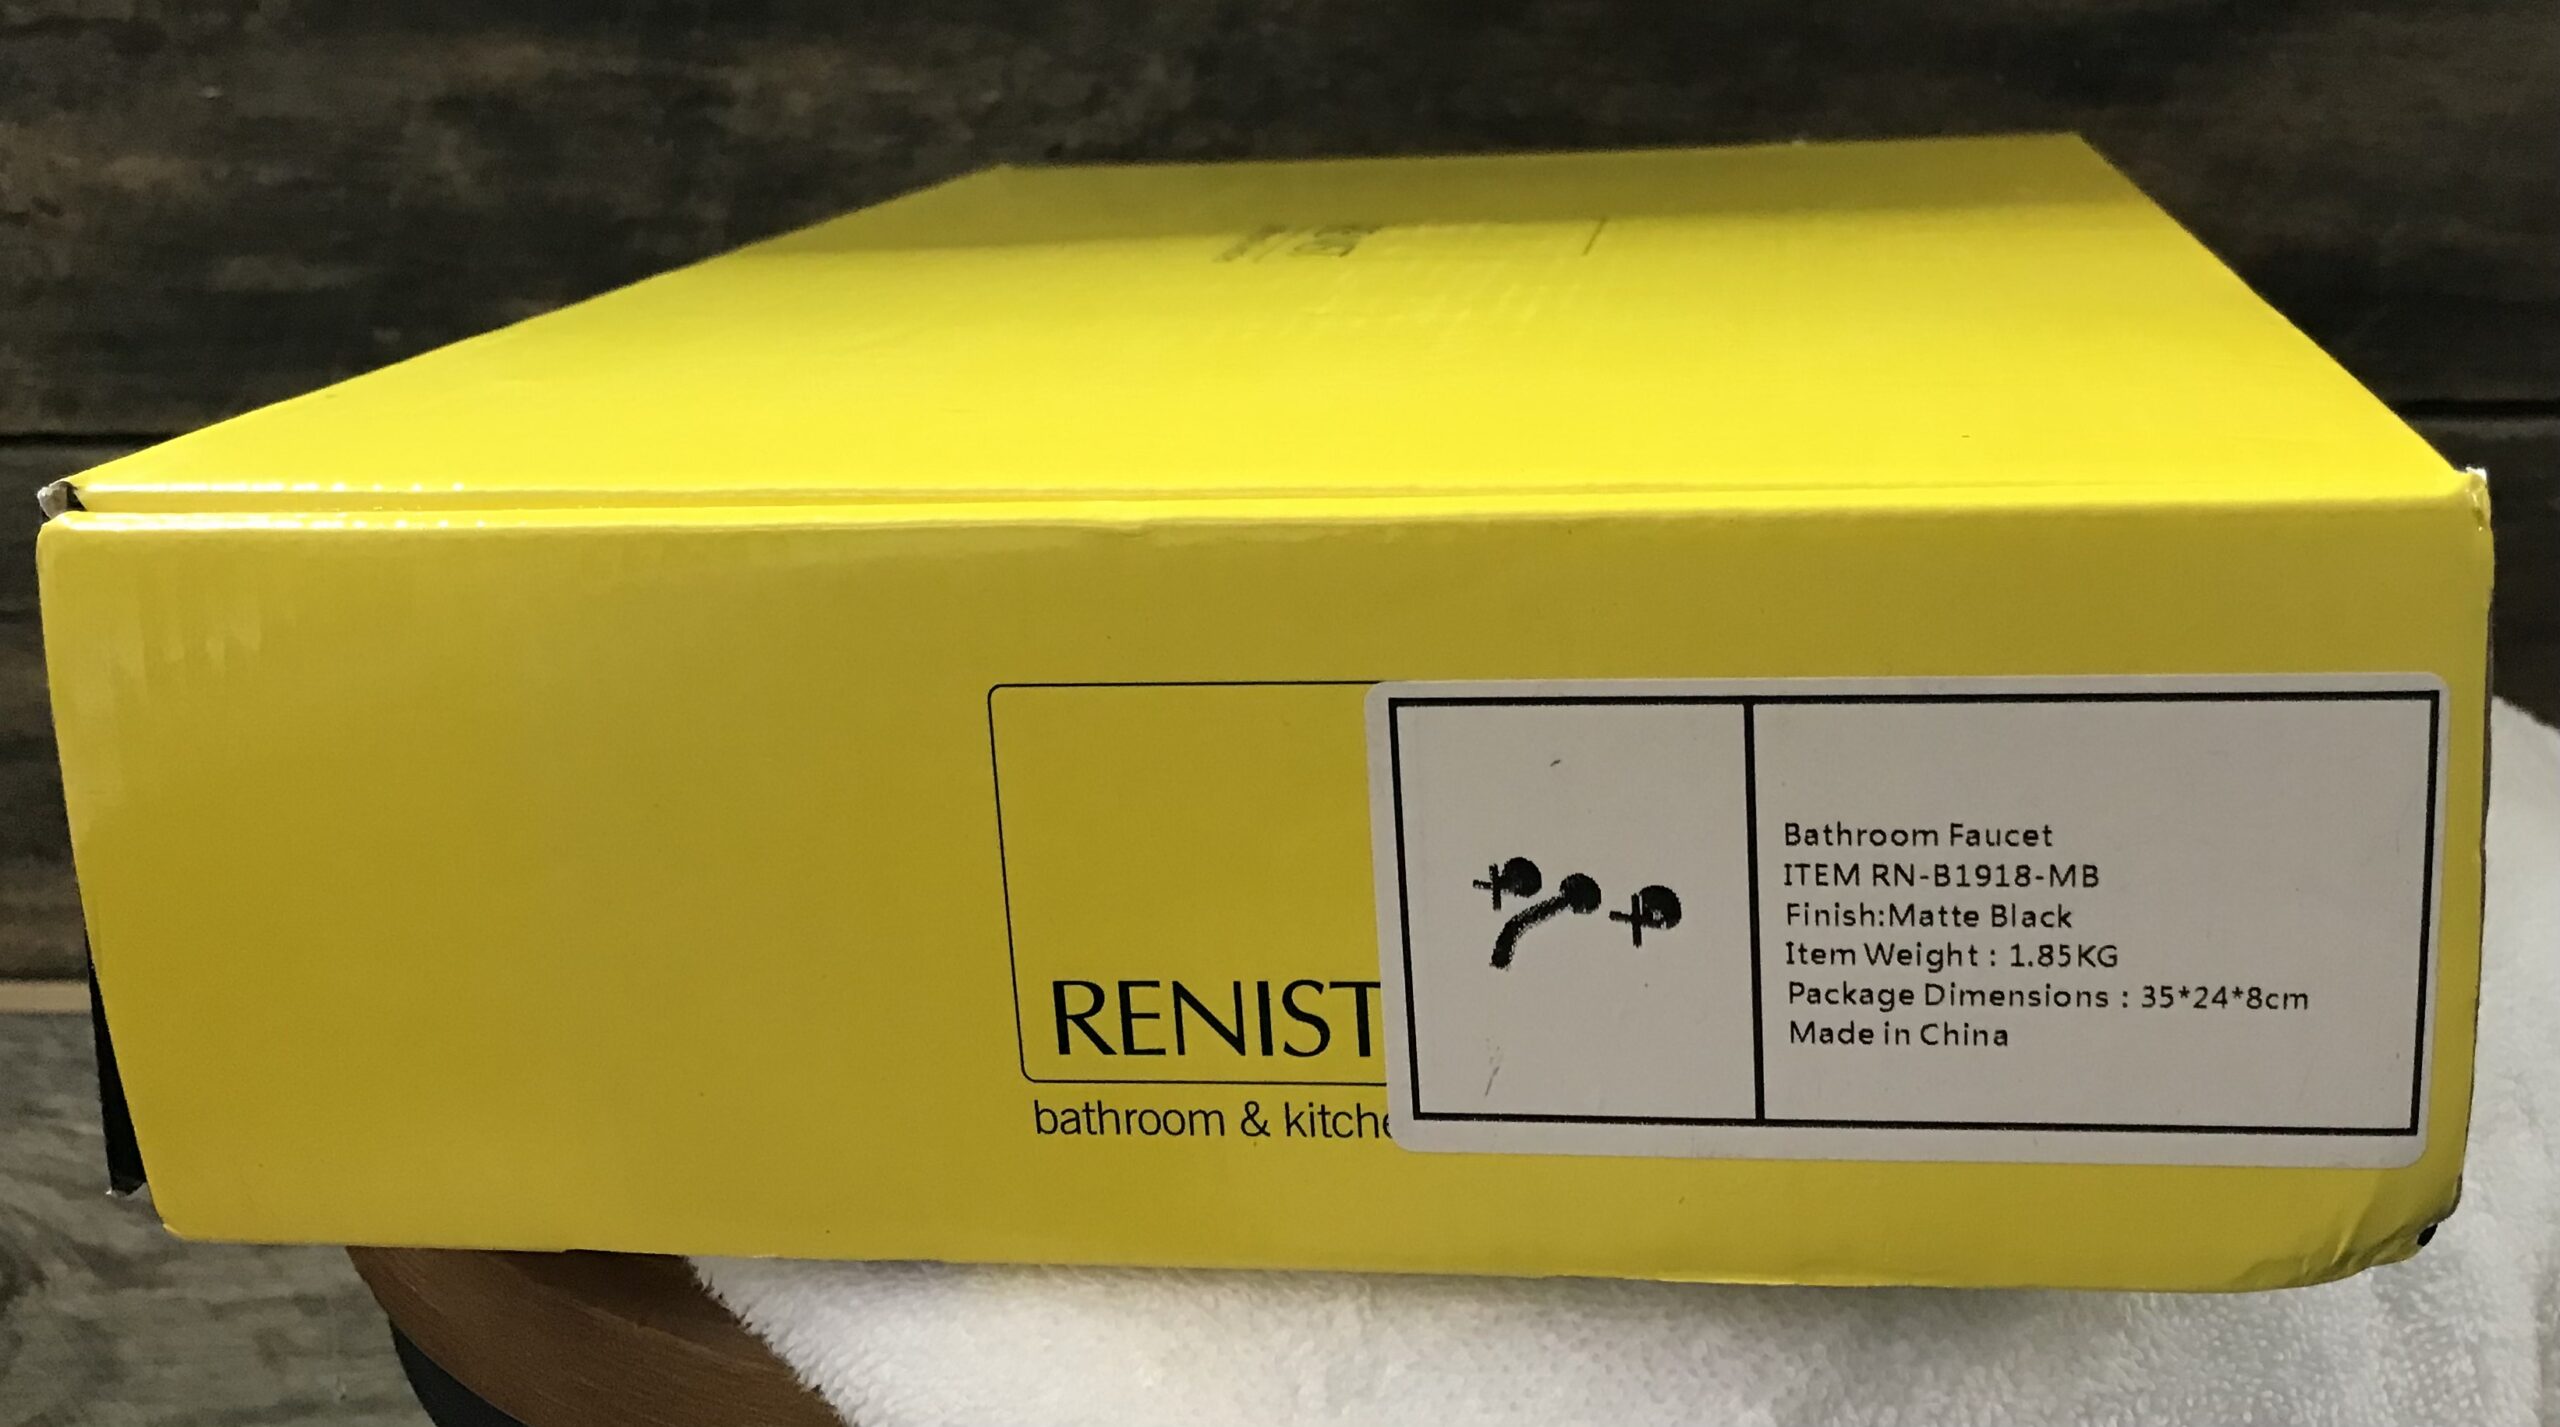 RENIST
bathroom & kitche
Bathroom Faucet
ITEM RN-B1918-MB
Finish:Matte Black
Item Weight : 1.85KG
Package Dimensions : 35*24*8cm
Made in China